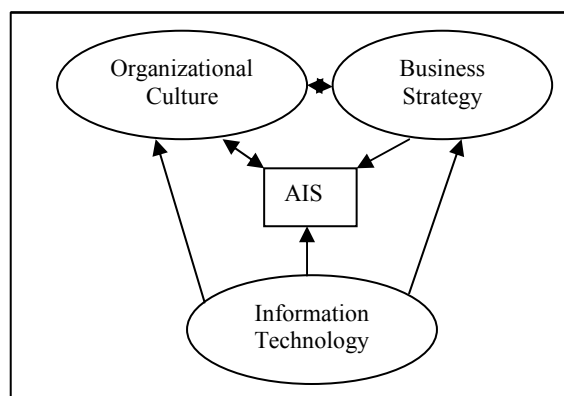 Organizational
Culture
Business
Strategy
AIS
Information
Technology